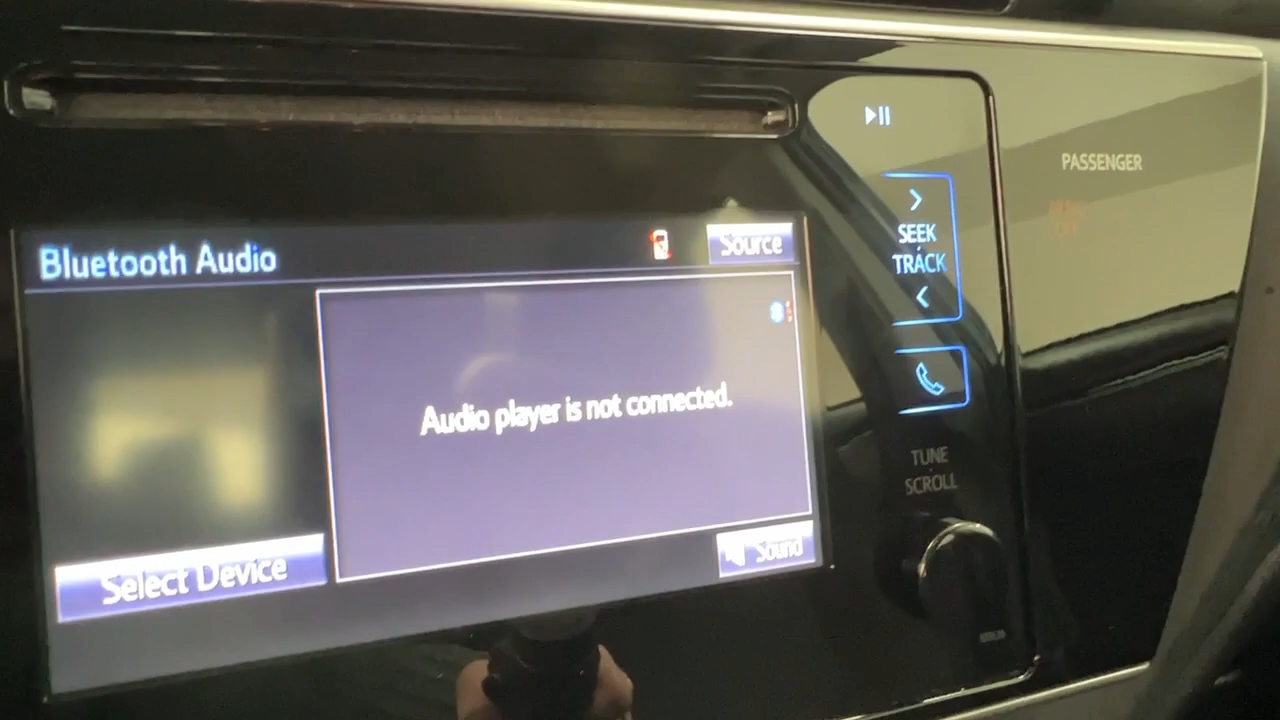 Bluetooth Audio
Source
Audio player is not connected.
Select Device
Sound
SEEK
TRACK
TUNE
SCROLL
PASSENGER